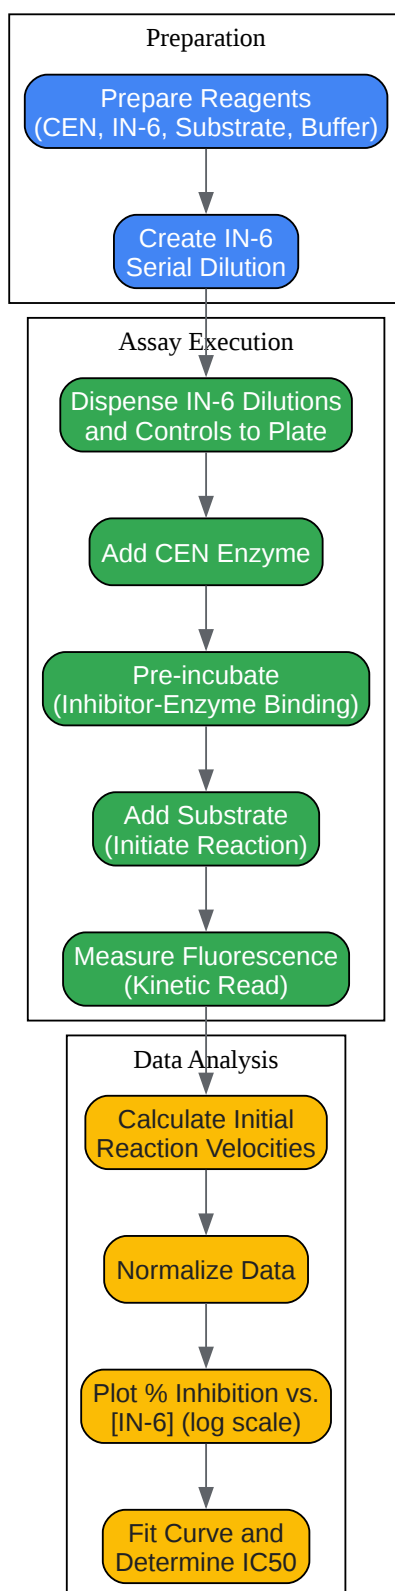 Preparation
Prepare Reagents
(CEN, IN-6, Substrate, Buffer)
Create IN-6
Serial Dilution
Assay Execution
Dispense IN-6 Dilutions
and Controls to Plate
Add CEN Enzyme
Pre-incubate
(Inhibitor-Enzyme Binding)
Add Substrate
(Initiate Reaction)
Measure Fluorescence
(Kinetic Read)
Data Analysis
Calculate Initial
Reaction Velocities
Normalize Data
Plot % Inhibition vs.
[IN-6] (log scale)
Fit Curve and
Determine IC50